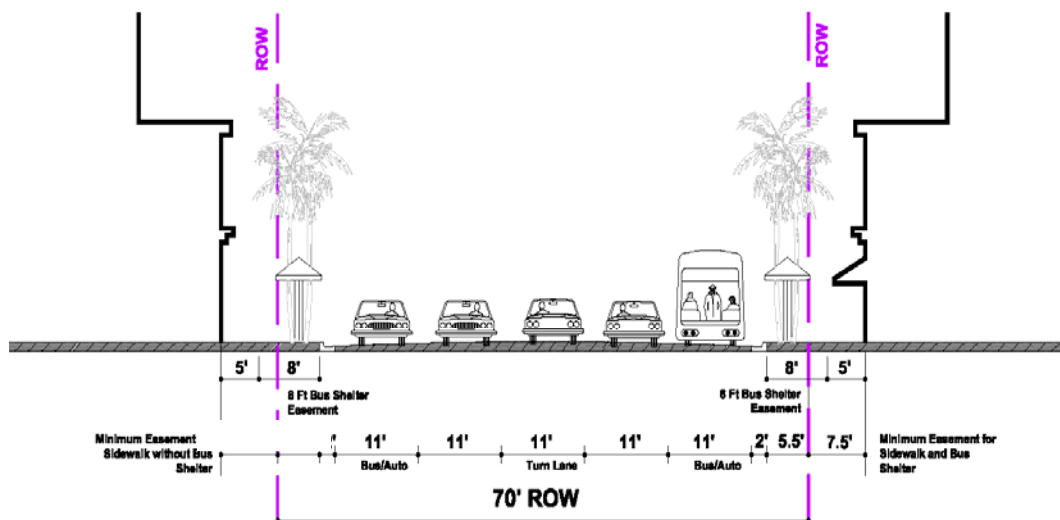 ROW
ROW
5'
8'
8'
5'
8 Ft Bus Shelter
Easement
6 Ft Bus Shelter
Easement
Minimum Easement
Sidewalk without Bus
Shelter
'
11'
11'
11'
11'
11'
2'
5.5'
7.5'
Minimum Easement for
Sidewalk and Bus
Shelter
Bus/Auto
Turn Lane
Bus/Auto
70' ROW